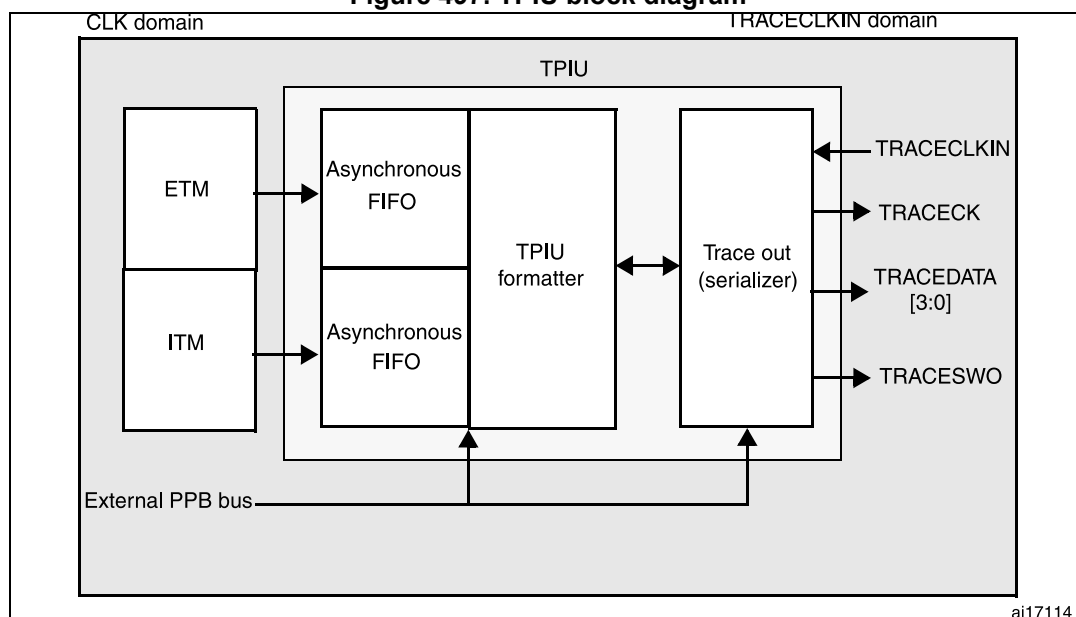 CLK domain
TRACECLKIN domain
TPIU
ETM
Asynchronous
FIFO
TPIU
formatter
Trace out
(serializer)
TRACECLKIN
TRACECK
TRACEDATA
[3:0]
TRACESWO
ITM
Asynchronous
FIFO
External PPB bus
ai17114